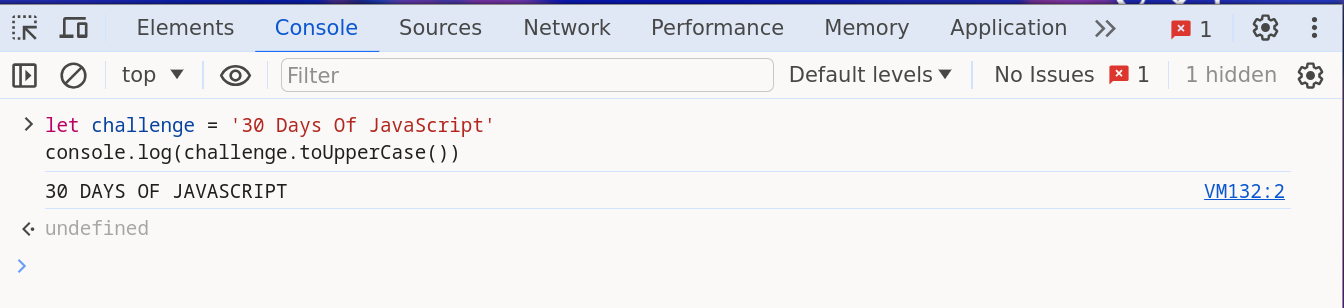 Elements Console Sources Network Performance Memory Application 1
top Filter Default levels No Issues 1 1 hidden
let challenge = '30 Days Of JavaScript'
console.log(challenge.toUpperCase())
30 DAYS OF JAVASCRIPT VM132:2
undefined